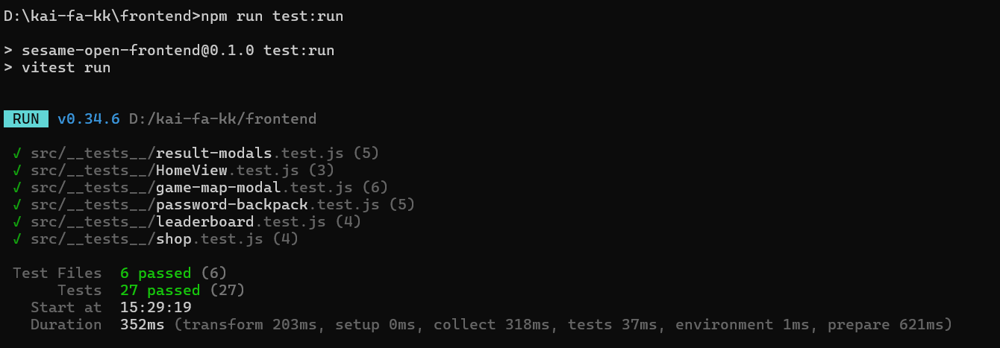 D:\kai-fa-kk\frontend>npm run test:run
> sesame-open-frontend@0.1.0 test:run
> vitest run
RUN v0.34.6 D:/kai-fa-kk/frontend
√ src/__tests__/result-modals.test.js (5)
√ src/__tests__/HomeView.test.js (3)
√ src/__tests__/game-map-modal.test.js (6)
√ src/__tests__/password-backpack.test.js (5)
√ src/__tests__/leaderboard.test.js (4)
√ src/__tests__/shop.test.js (4)
Test Files 6 passed (6)
Tests 27 passed (27)
Start at 15:29:19
Duration 352ms (transform 203ms, setup 0ms, collect 318ms, tests 37ms, environment 1ms, prepare 621ms)